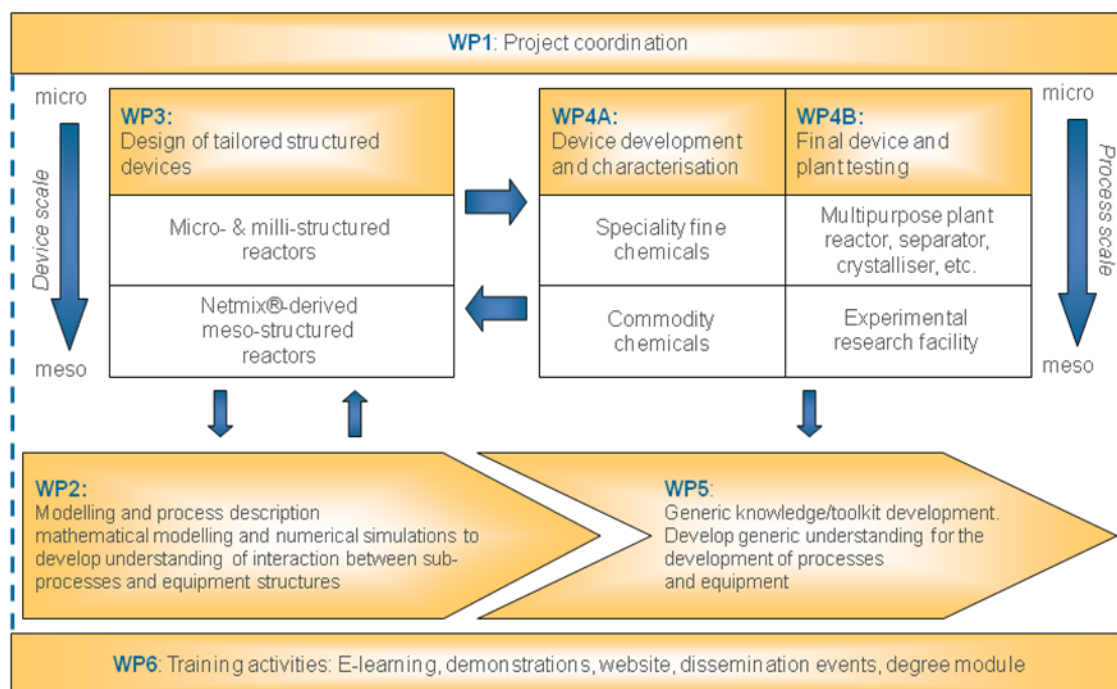 WP1: Project coordination
micro
Device scale
meso
WP3:
Design of tailored structured
devices
Micro- & milli-structured
reactors
Netmix®-derived
meso-structured
reactors
WP4A:
Device development
and characterisation
Speciality fine
chemicals
Commodity
chemicals
WP4B:
Final device and
plant testing
Multipurpose plant
reactor, separator,
crystalliser, etc.
Experimental
research facility
micro
Process scale
meso
WP2:
Modelling and process description
mathematical modelling and numerical simulations to
develop understanding of interaction between sub-
processes and equipment structures
WP5:
Generic knowledge/toolkit development.
Develop generic understanding for the
development of processes
and equipment
WP6: Training activities: E-learning, demonstrations, website, dissemination events, degree module